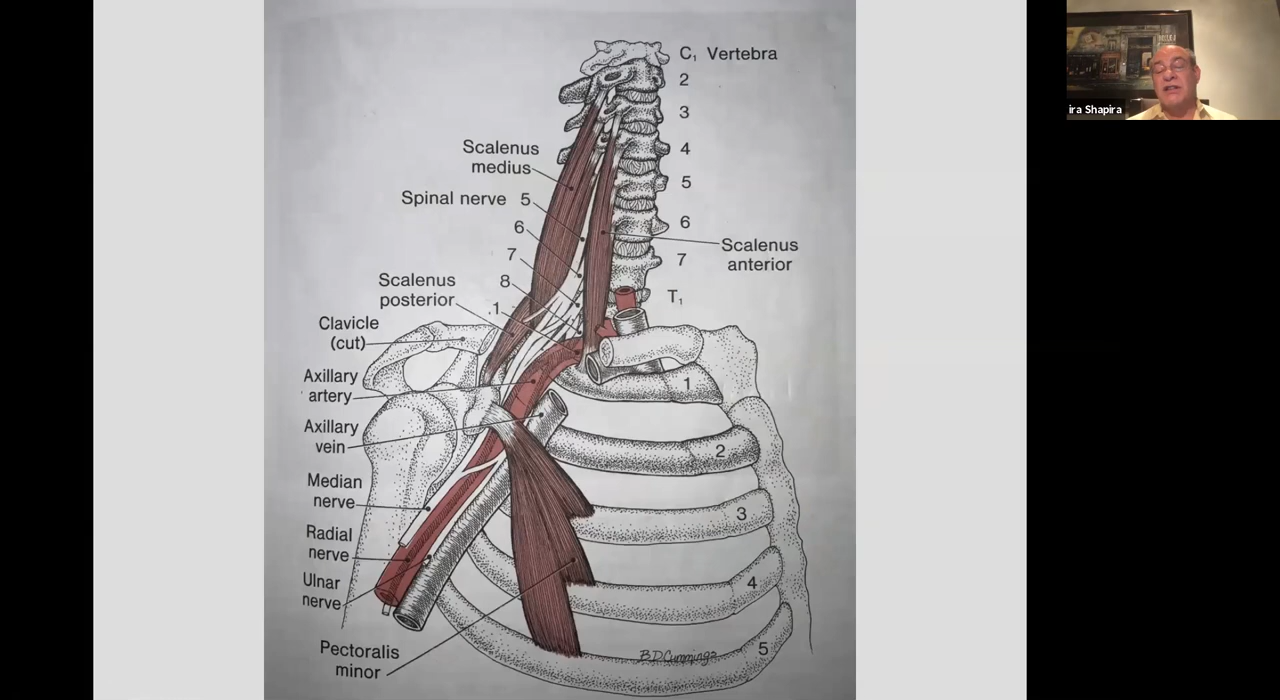 C₁ Vertebra
2
3
Scalenus
medius
4
5
Spinal nerve 5
6
6
Scalenus
anterior
7
7
Scalenus
posterior
8
T₁
1
Clavicle
(cut)
Axillary
artery
1
Axillary
vein
2
Median
nerve
3
Radial
nerve
Ulnar
nerve
4
Pectoralis
minor
5
B.D. Cummings
ira Shapira